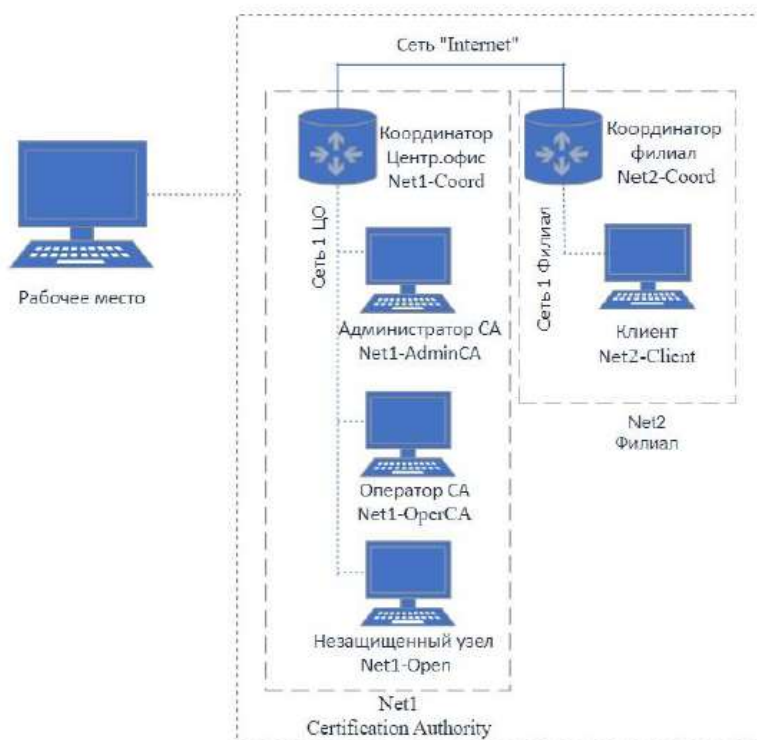 Сеть "Internet"
Координатор
Центр.офис
Net1-Coord
Координатор
филиал
Net2-Coord
Сеть 1 ЦО
Сеть 1 Филиал
Рабочее место
Администратор CA
Net1-AdminCA
Клиент
Net2-Client
Net2
Филиал
Оператор CA
Net1-OperCA
Незащищенный узел
Net1-Open
Net1
Certification Authority